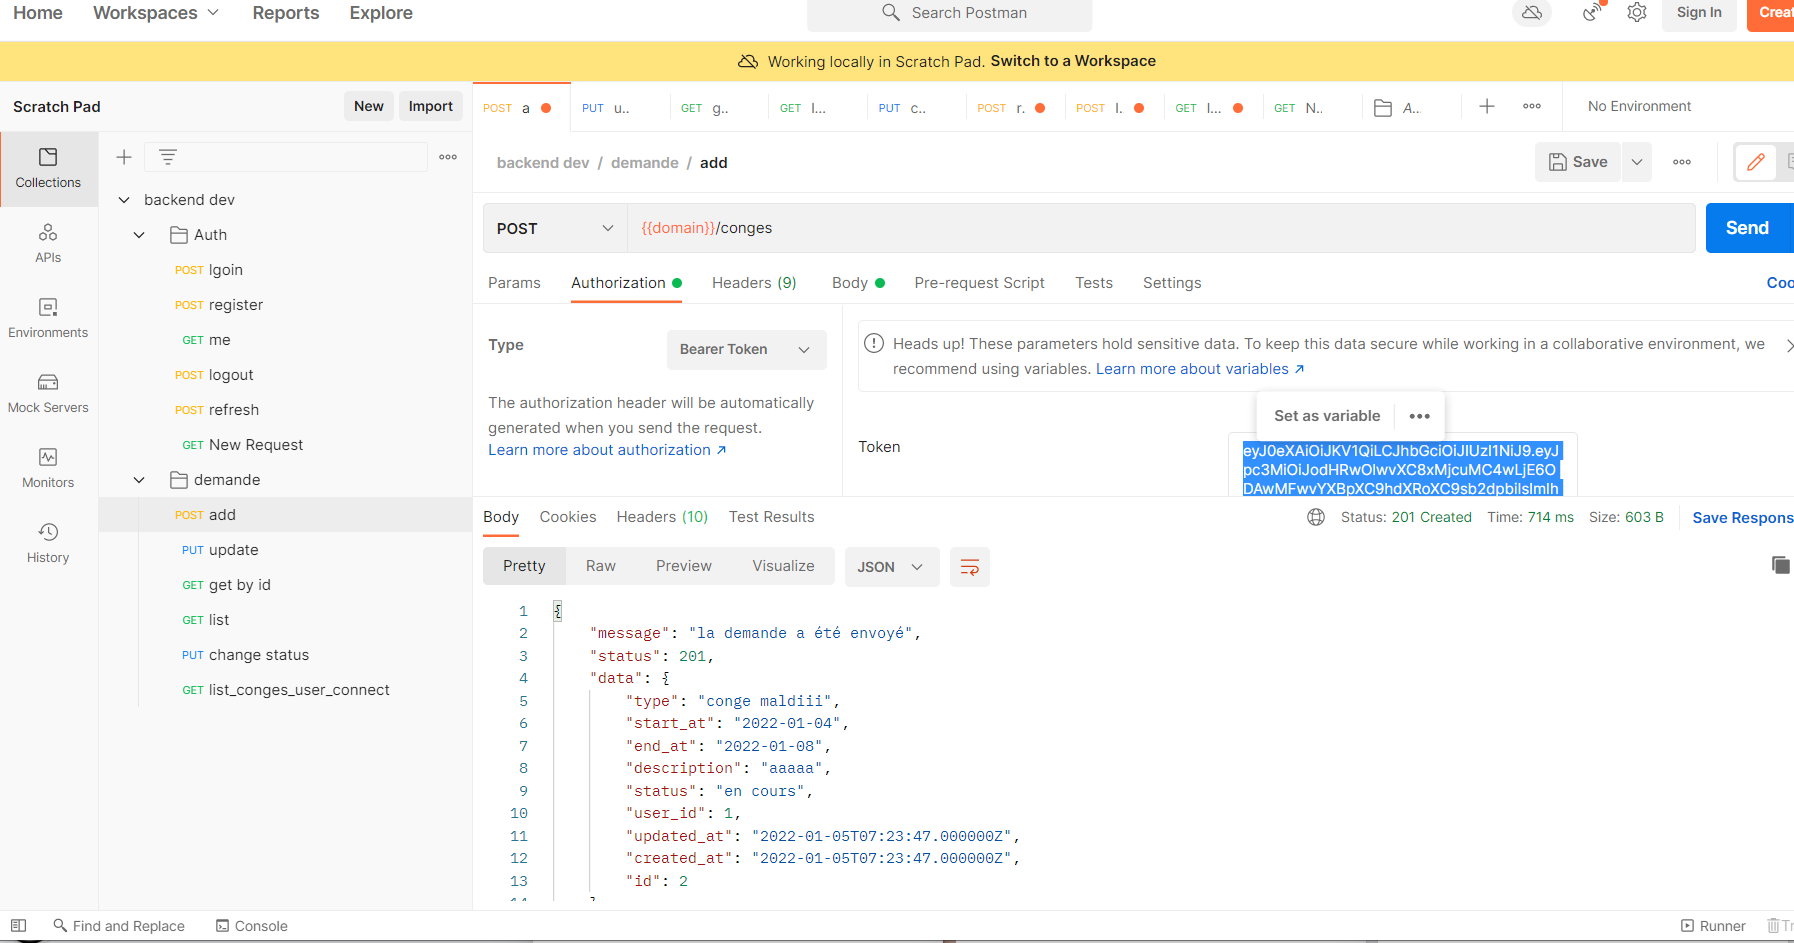 Home Workspaces Reports Explore Search Postman Sign In
Working locally in Scratch Pad. Switch to a Workspace
Scratch Pad New Import
POST a PUT u.. GET g.. GET l... PUT c.. POST r. POST l. GET l... GET N.. A.. No Environment
Collections
APIs
Environments
Mock Servers
Monitors
History
backend dev
Auth
POST lgoin
POST register
GET me
POST logout
POST refresh
GET New Request
demande
POST add
PUT update
GET get by id
GET list
PUT change status
GET list_conges_user_connect
backend dev / demande / add Save
POST {{domain}}/conges Send
Params Authorization Headers (9) Body Pre-request Script Tests Settings
Type Bearer Token
The authorization header will be automatically
generated when you send the request.
Learn more about authorization ↗
Heads up! These parameters hold sensitive data. To keep this data secure while working in a collaborative environment, we
recommend using variables. Learn more about variables ↗
Set as variable
Token
Body Cookies Headers (10) Test Results Status: 201 Created Time: 714 ms Size: 603 B Save Respons
Pretty Raw Preview Visualize JSON
1 {
2 "message": "la demande a été envoyé",
3 "status": 201,
4 "data": {
5 "type": "conge maldiii",
6 "start_at": "2022-01-04",
7 "end_at": "2022-01-08",
8 "description": "aaaaa",
9 "status": "en cours",
10 "user_id": 1,
11 "updated_at": "2022-01-05T07:23:47.000000Z",
12 "created_at": "2022-01-05T07:23:47.000000Z",
13 "id": 2
Find and Replace Console Runner